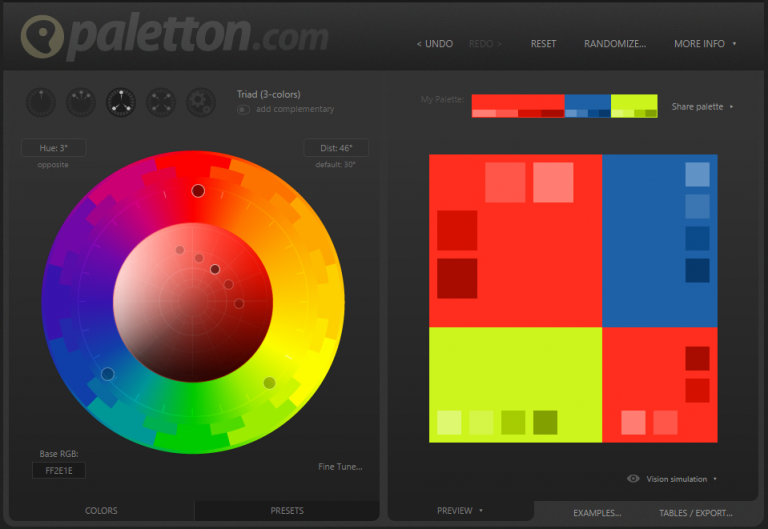 paletton.com
< UNDO REDO > RESET RANDOMIZE... MORE INFO ▾
Triad (3-colors)
add complementary
My Palette:
Share palette ▾
Hue: 3°
opposite
Dist: 46°
default: 30°
Base RGB:
FF2E1E
Fine Tune...
Vision simulation ▾
COLORS PRESETS
PREVIEW ▾ EXAMPLES... TABLES / EXPORT...